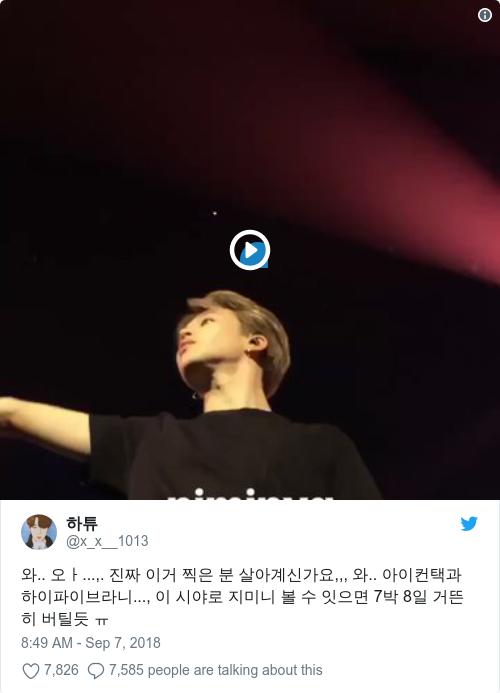 하튜
@x_x__1013
와.. 오ㅏ...,. 진짜 이거 찍은 분 살아계신가요,,, 와.. 아이컨택과
하이파이브라니..., 이 시야로 지미니 볼 수 잇으면 7박 8일 거뜬
히 버틸듯 ㅠ
8:49 AM - Sep 7, 2018
7,826 7,585 people are talking about this